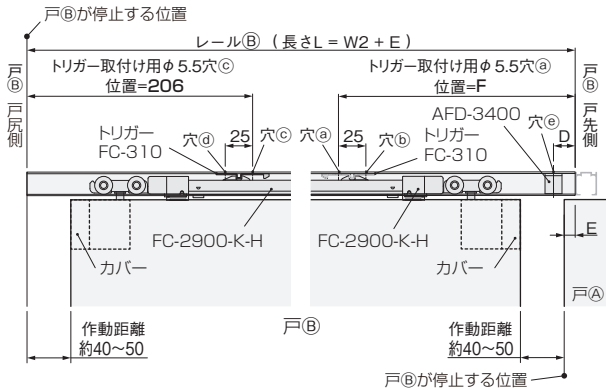 戸Ⓑが停止する位置
レールⒷ (長さL = W2 + E)
トリガー取付け用φ5.5穴ⓒ
位置=206
トリガー取付け用φ5.5穴ⓐ
位置=F
戸Ⓑ 戸尻側
戸Ⓑ 戸先側
AFD-3400
穴ⓔ
D
トリガー
FC-310
穴ⓓ
25
穴ⓒ
穴ⓐ
25
穴ⓑ
トリガー
FC-310
FC-2900-K-H
FC-2900-K-H
E
カバー
カバー
戸Ⓐ
戸Ⓑ
作動距離
約40~50
作動距離
約40~50
戸Ⓑが停止する位置